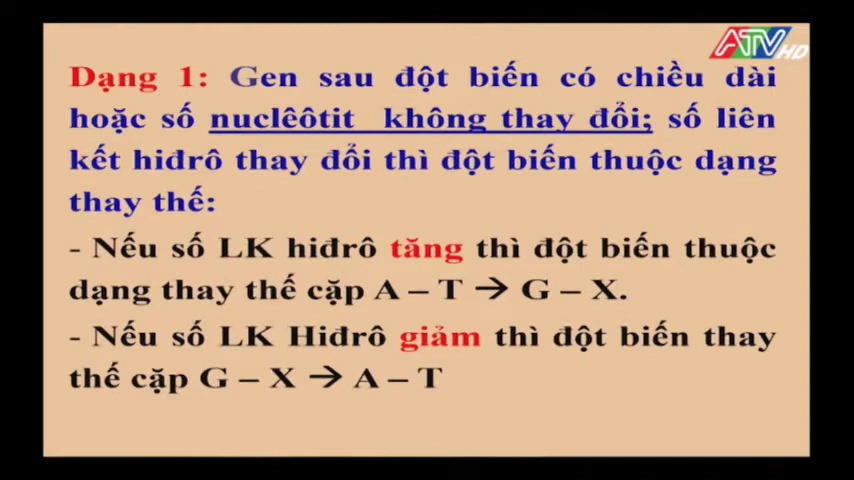 ATV HD
Dạng 1: Gen sau đột biến có chiều dài
hoặc số nuclêôtit không thay đổi; số liên
kết hiđrô thay đổi thì đột biến thuộc dạng
thay thế:
- Nếu số LK hiđrô tăng thì đột biến thuộc
dạng thay thế cặp A – T → G – X.
- Nếu số LK Hiđrô giảm thì đột biến thay
thế cặp G – X → A – T